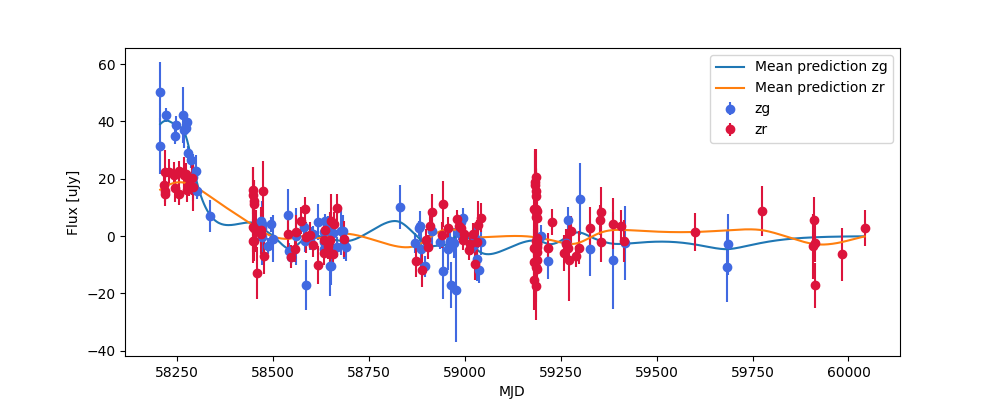 60
40
20
0
−20
−40
Flux [uJy]
58250
58500
58750
59000
59250
59500
59750
60000
MJD
Mean prediction zg
Mean prediction zr
zg
zr